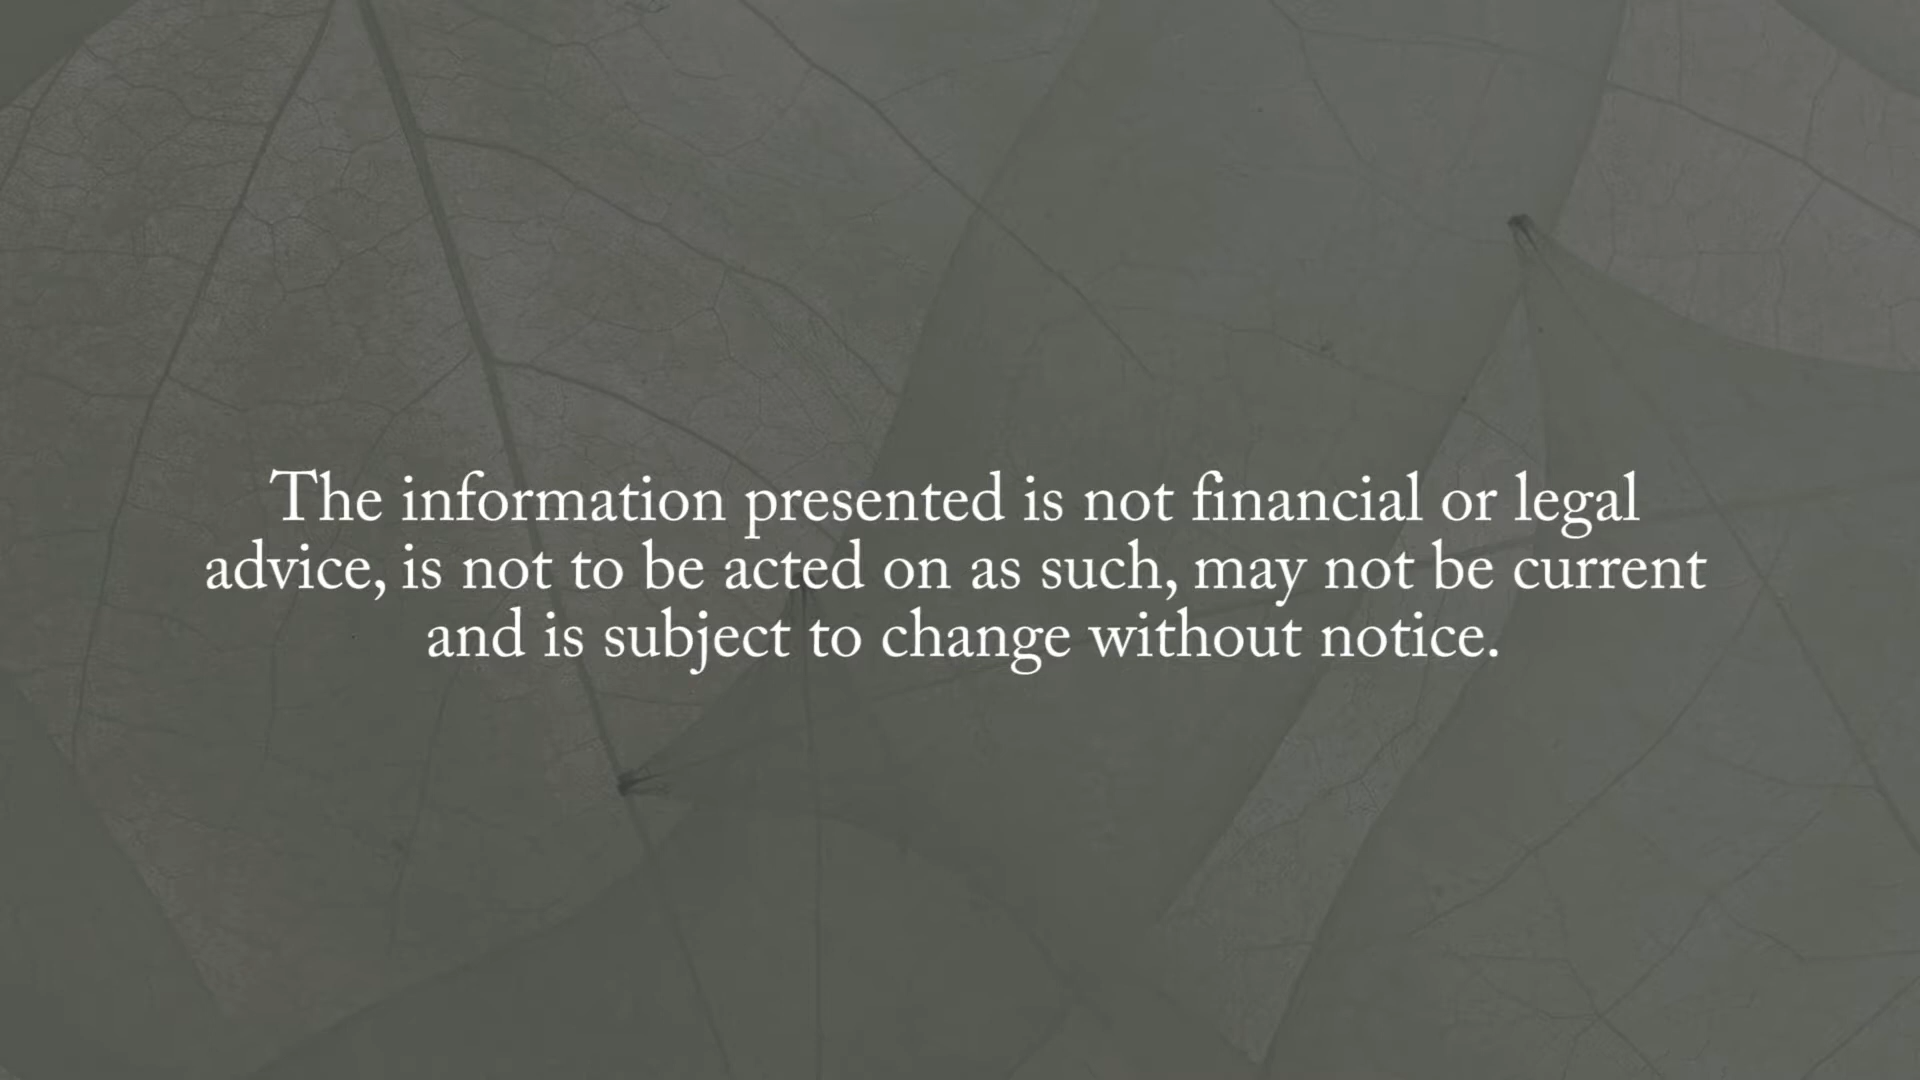 The information presented is not financial or legal
advice, is not to be acted on as such, may not be current
and is subject to change without notice.